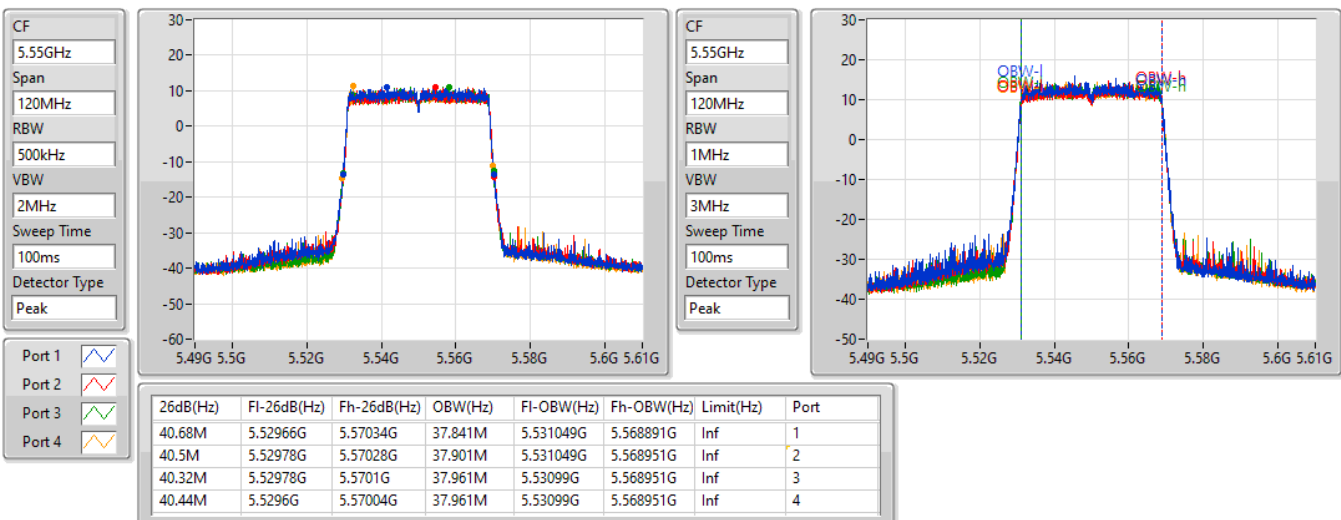 CF
5.55GHz
Span
120MHz
RBW
500kHz
VBW
2MHz
Sweep Time
100ms
Detector Type
Peak
30
20
10
0
-10
-20
-30
-40
-50
-60
5.49G 5.5G 5.52G 5.54G 5.56G 5.58G 5.6G 5.61G
CF
5.55GHz
Span
120MHz
RBW
1MHz
VBW
3MHz
Sweep Time
100ms
Detector Type
Peak
30
20
10
0
-10
-20
-30
-40
-50
OBW-l
OBW-h
5.49G 5.5G 5.52G 5.54G 5.56G 5.58G 5.6G 5.61G
Port 1
Port 2
Port 3
Port 4
26dB(Hz) Fl-26dB(Hz) Fh-26dB(Hz) OBW(Hz) Fl-OBW(Hz) Fh-OBW(Hz) Limit(Hz) Port
40.68M 5.52966G 5.57034G 37.841M 5.531049G 5.568891G Inf 1
40.5M 5.52978G 5.57028G 37.901M 5.531049G 5.568951G Inf 2
40.32M 5.52978G 5.5701G 37.961M 5.53099G 5.568951G Inf 3
40.44M 5.5296G 5.57004G 37.961M 5.53099G 5.568951G Inf 4